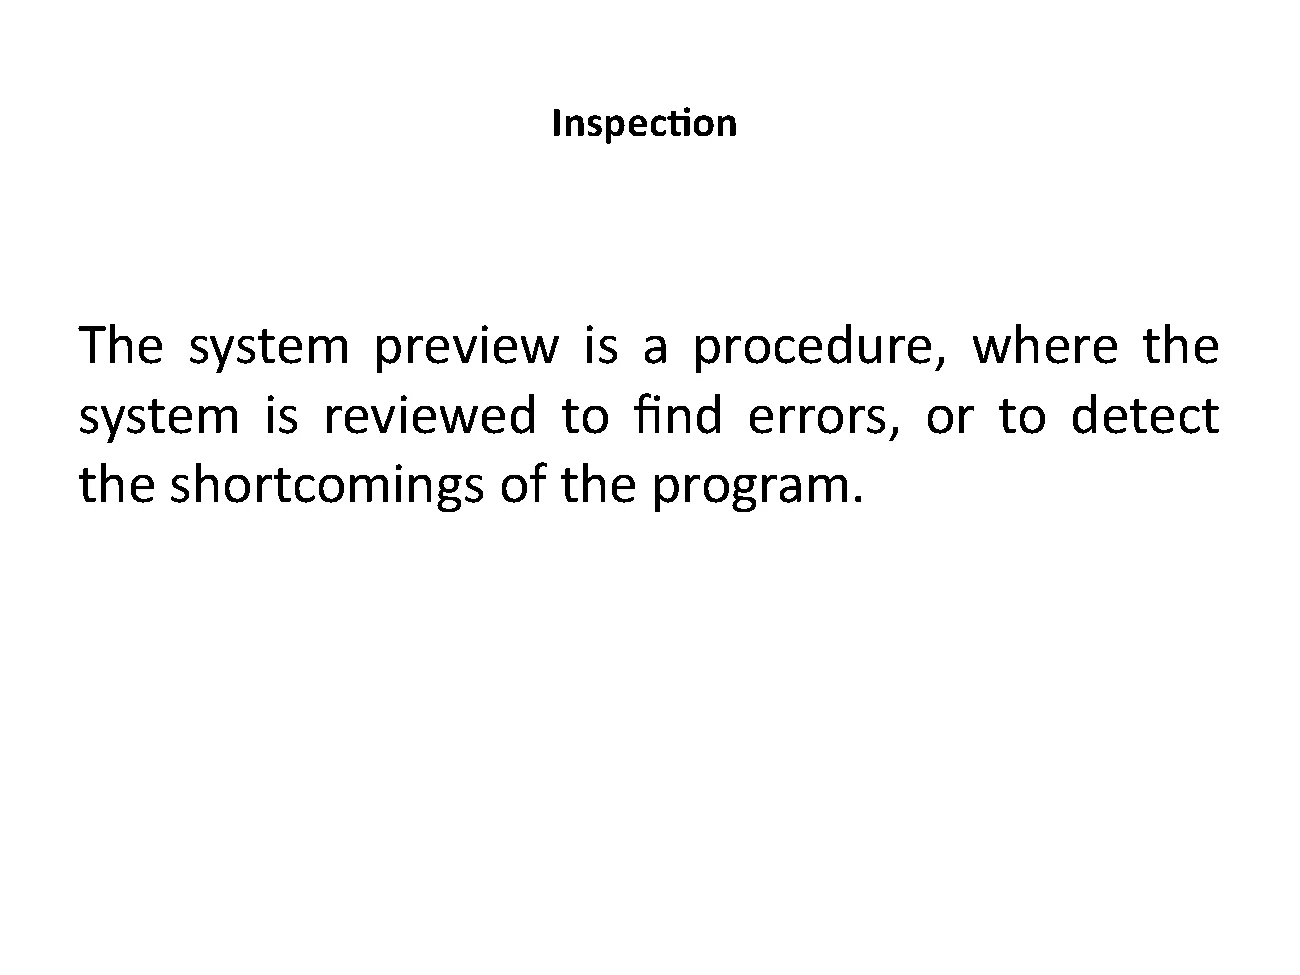 Inspection
The system preview is a procedure, where the
system is reviewed to find errors, or to detect
the shortcomings of the program.